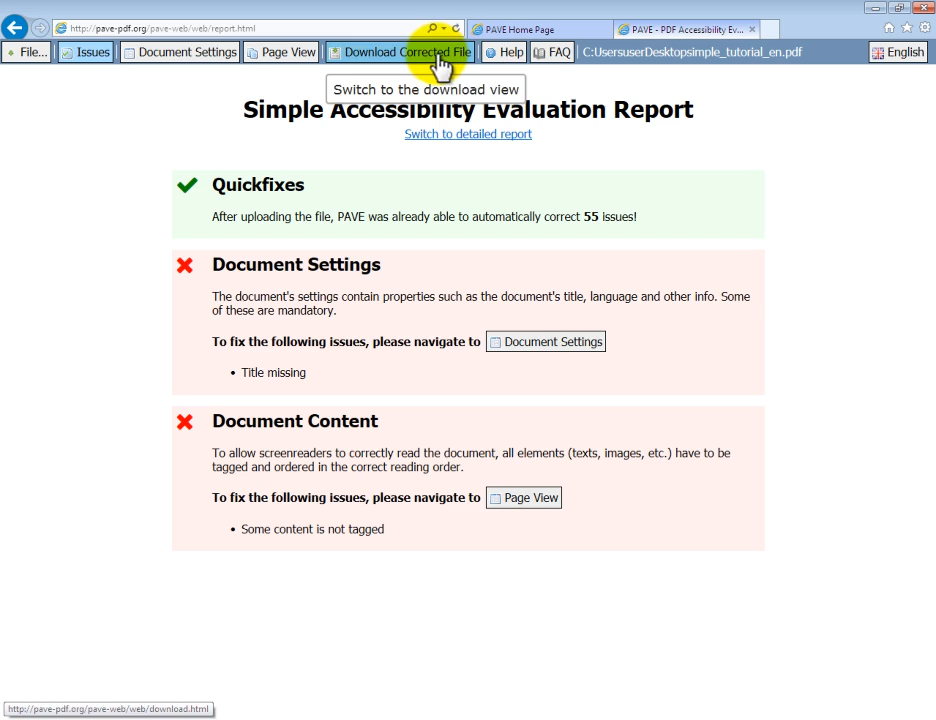 http://pave-pdf.org/pave-web/web/report.html
PAVE Home Page
PAVE - PDF Accessibility Ev...
File...
Issues
Document Settings
Page View
Download Corrected File
Help
FAQ
C:UsersuserDesktopsimple_tutorial_en.pdf
English
Switch to the download view
Simple Accessibility Evaluation Report
Switch to detailed report
Quickfixes
After uploading the file, PAVE was already able to automatically correct 55 issues!
Document Settings
The document's settings contain properties such as the document's title, language and other info. Some
of these are mandatory.
To fix the following issues, please navigate to Document Settings
• Title missing
Document Content
To allow screenreaders to correctly read the document, all elements (texts, images, etc.) have to be
tagged and ordered in the correct reading order.
To fix the following issues, please navigate to Page View
• Some content is not tagged
http://pave-pdf.org/pave-web/web/download.html